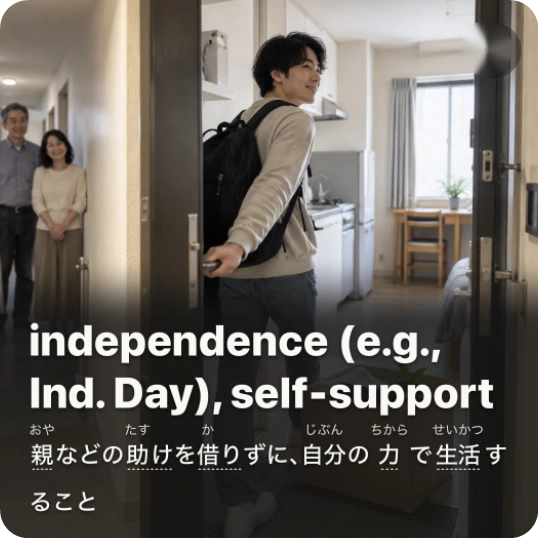 independence (e.g.,
Ind. Day), self-support
親などの助けを借りずに、自分の力で生活す
ること